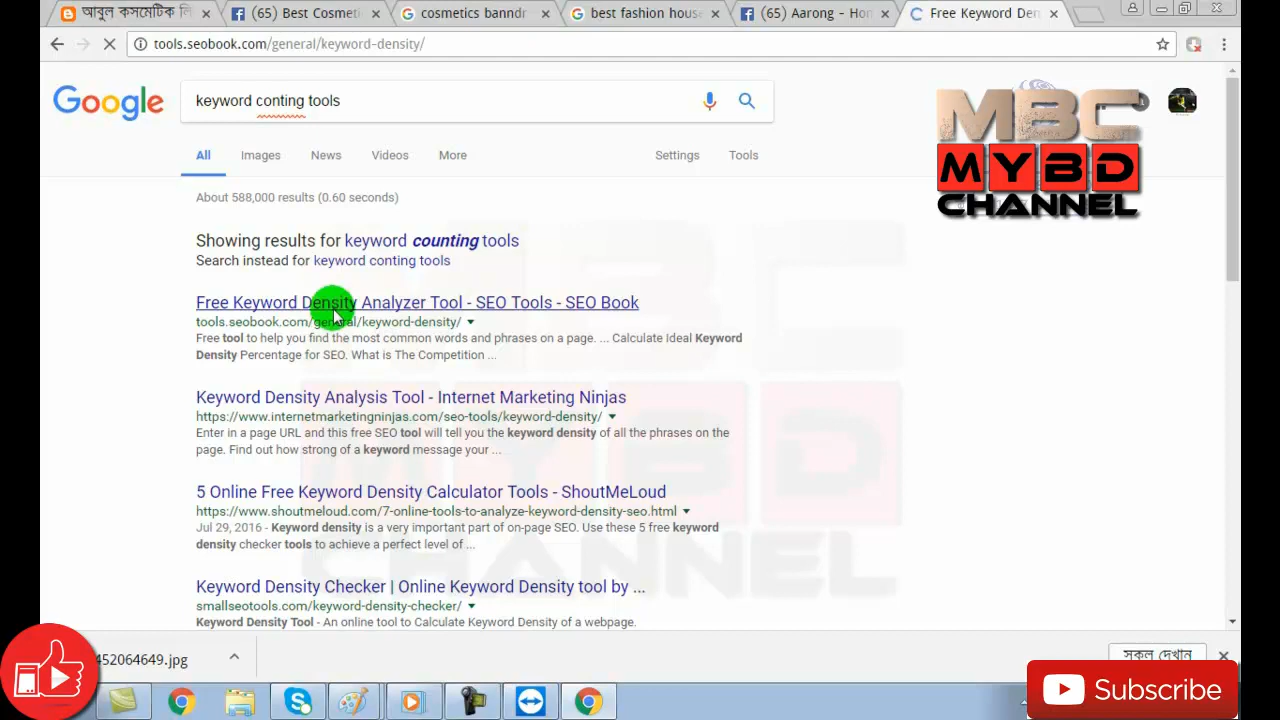 আবুল কসমেটিক লি
(65) Best Cosmeti
cosmetics banndr
best fashion house
(65) Aarong - Hon
Free Keyword Den
tools.seobook.com/general/keyword-density/
Google
keyword conting tools
All
Images
News
Videos
More
Settings
Tools
About 588,000 results (0.60 seconds)
Showing results for keyword counting tools
Search instead for keyword conting tools
Free Keyword Density Analyzer Tool - SEO Tools - SEO Book
tools.seobook.com/general/keyword-density/
Free tool to help you find the most common words and phrases on a page. ... Calculate Ideal Keyword
Density Percentage for SEO. What is The Competition ...
Keyword Density Analysis Tool - Internet Marketing Ninjas
https://www.internetmarketingninjas.com/seo-tools/keyword-density/
Enter in a page URL and this free SEO tool will tell you the keyword density of all the phrases on the
page. Find out how strong of a keyword message your ...
5 Online Free Keyword Density Calculator Tools - ShoutMeLoud
https://www.shoutmeloud.com/7-online-tools-to-analyze-keyword-density-seo.html
Jul 29, 2016 - Keyword density is a very important part of on-page SEO. Use these 5 free keyword
density checker tools to achieve a perfect level of ...
Keyword Density Checker | Online Keyword Density tool by ...
smallseotools.com/keyword-density-checker/
Keyword Density Tool - An online tool to Calculate Keyword Density of a webpage.
MBC
MYBD
CHANNEL
MBC
MYBD
CHANNEL
452064649.jpg
সকল দেখান
Subscribe